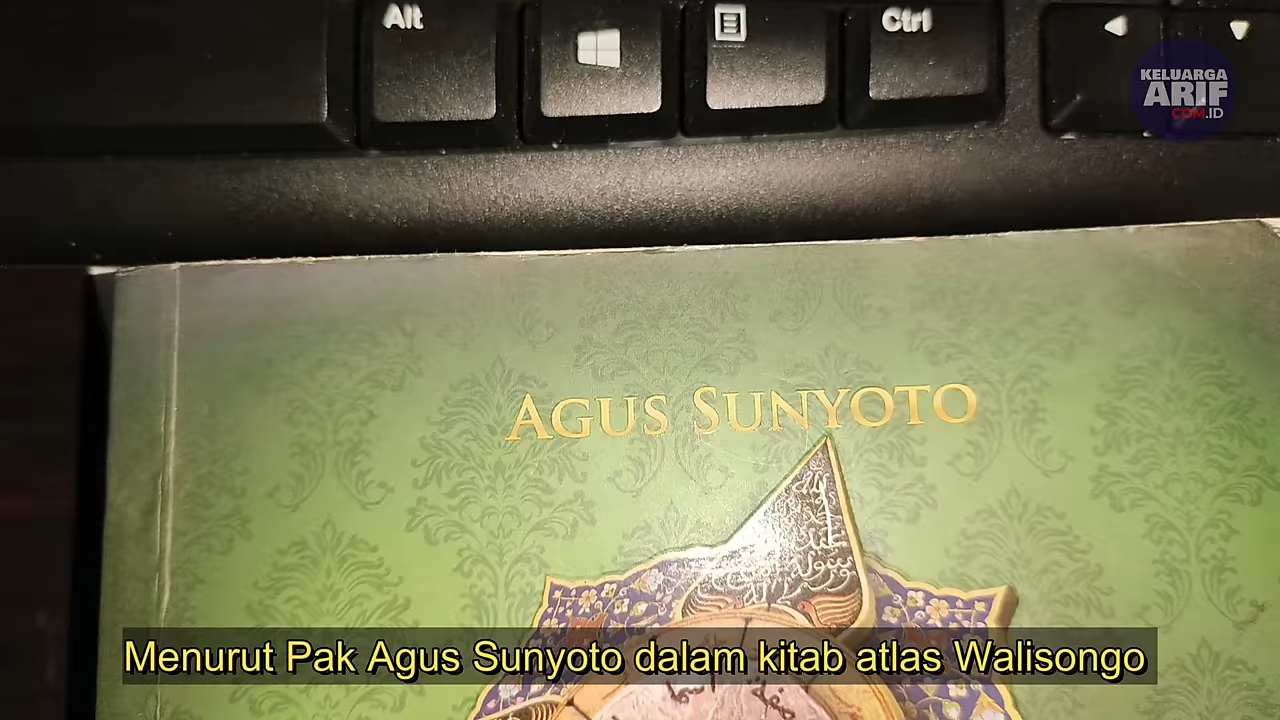 Alt
Ctrl
KELUARGA
ARIF
COM.ID
AGUS SUNYOTO
Menurut Pak Agus Sunyoto dalam kitab atlas Walisongo